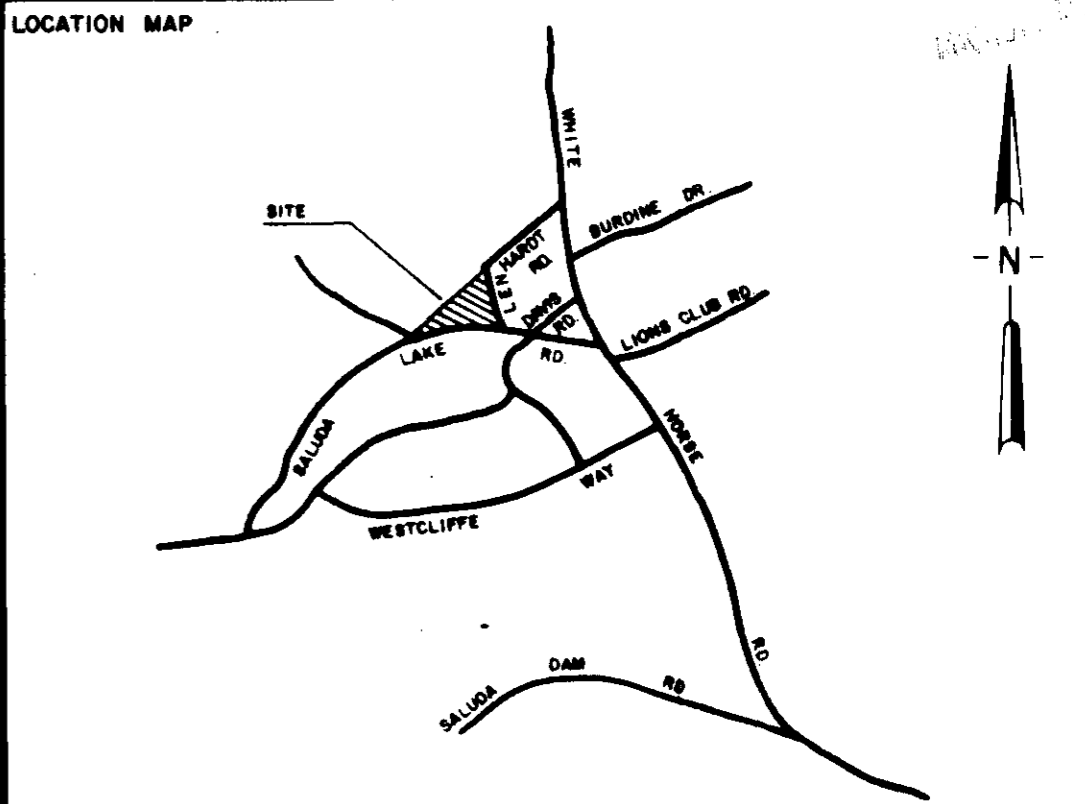 LOCATION MAP
WHITE
BURDINE DR.
SITE
LENHARDT
RD.
- N -
DAVIS
RD.
LIONS CLUB RD.
LAKE
RD.
SALUDA
HORSE
WAY
WESTCLIFFE
RD.
DAM
RD
SALUDA